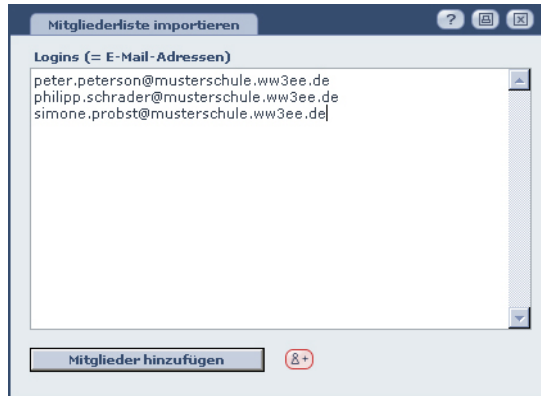 Mitgliederliste importieren
?
Logins (= E-Mail-Adressen)
peter.peterson@musterschule.ww3ee.de
philipp.schrader@musterschule.ww3ee.de
simone.probst@musterschule.ww3ee.de
Mitglieder hinzufügen